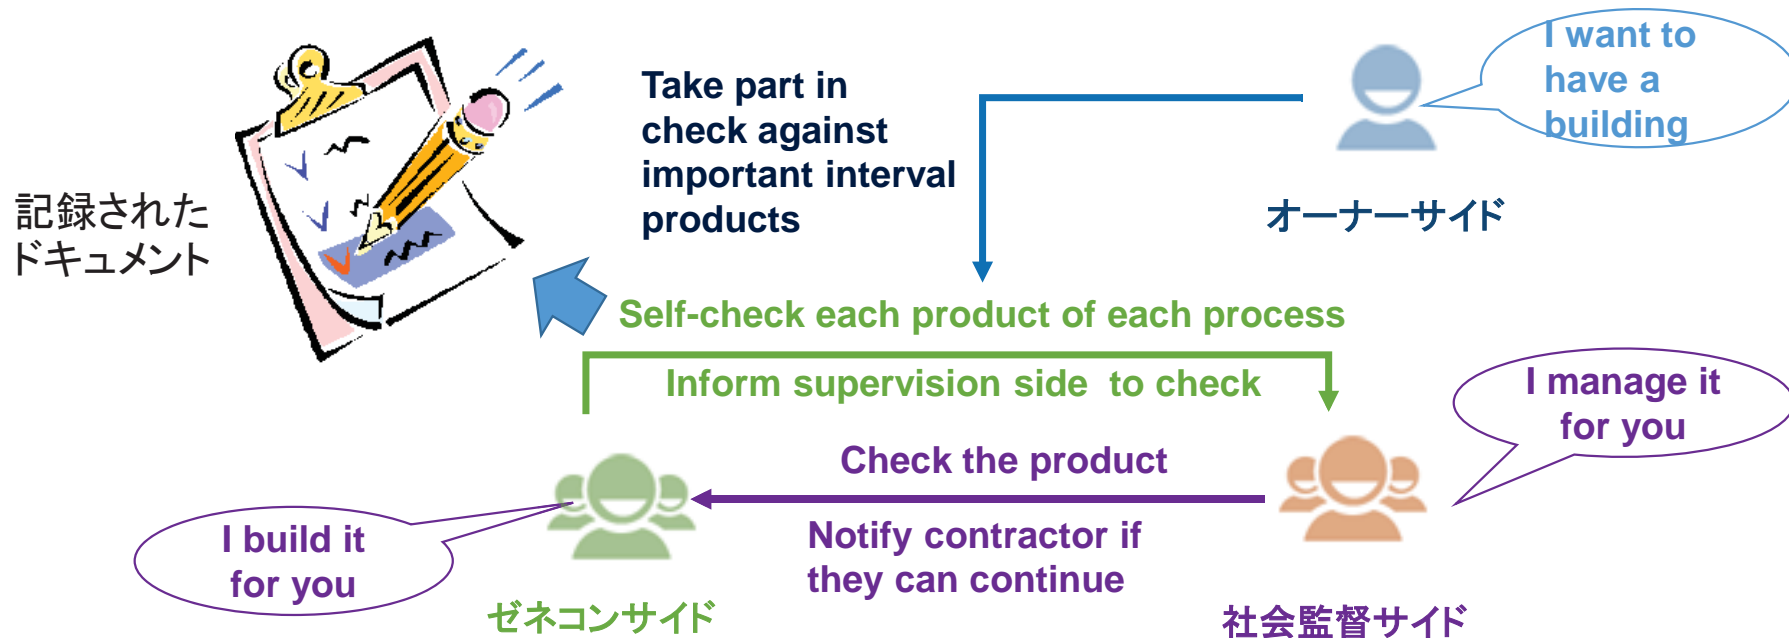 I want to
have a
building
Take part in
check against
important interval
products
記録された
ドキュメント
オーナーサイド
Self-check each product of each process
Inform supervision side to check
I manage it
for you
Check the product
I build it
for you
Notify contractor if
they can continue
ゼネコンサイド
社会監督サイド